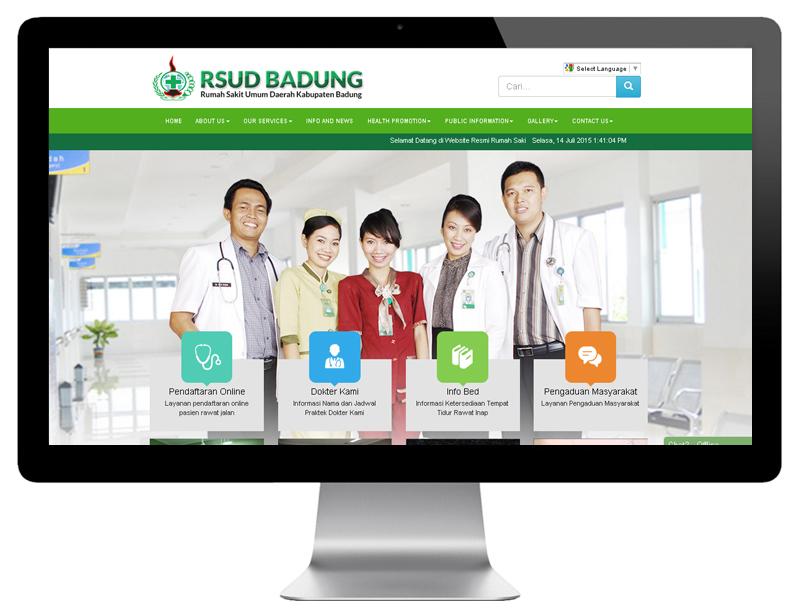 RSUD BADUNG
Rumah Sakit Umum Daerah Kabupaten Badung
Select Language ▼
Cari...
HOME ABOUT US OUR SERVICES INFO AND NEWS HEALTH PROMOTION PUBLIC INFORMATION GALLERY CONTACT US
Selamat Datang di Website Resmi Rumah Saki Selasa, 14 Juli 2015 1:41:04 PM
Pendaftaran Online
Layanan pendaftaran online
pasien rawat jalan
Dokter Kami
Informasi Nama dan Jadwal
Praktek Dokter Kami
Info Bed
Informasi Ketersediaan Tempat
Tidur Rawat Inap
Pengaduan Masyarakat
Layanan Pengaduan Masyarakat